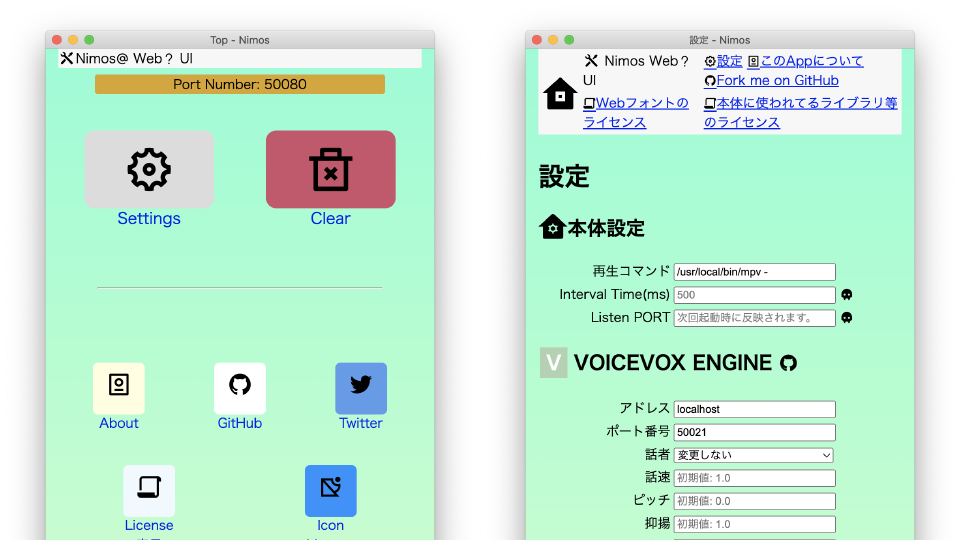 Top - Nimos
Nimos@ Web？ UI
Port Number: 50080
Settings
Clear
About
GitHub
Twitter
License
Icon
設定 - Nimos
Nimos Web？
UI
Webフォントの
ライセンス
設定 このAppについて
Fork me on GitHub
本体に使われてるライブラリ等
のライセンス
設定
本体設定
再生コマンド /usr/local/bin/mpv -
Interval Time(ms) 500
Listen PORT 次回起動時に反映されます。
V VOICEVOX ENGINE
アドレス localhost
ポート番号 50021
話者 変更しない
話速 初期値: 1.0
ピッチ 初期値: 0.0
抑揚 初期値: 1.0